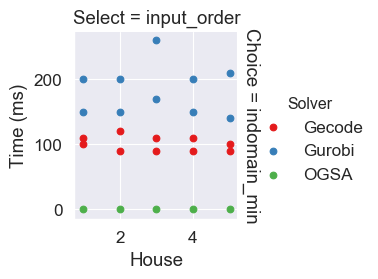 Select = input_order
Time (ms)
200
100
0
2
4
House
Choice = indomain_min
Solver
Gecode
Gurobi
OGSA